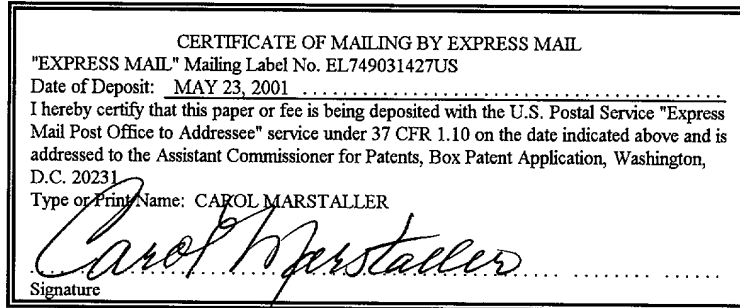 CERTIFICATE OF MAILING BY EXPRESS MAIL
"EXPRESS MAIL" Mailing Label No. EL749031427US
Date of Deposit: MAY 23, 2001 ..........................................
I hereby certify that this paper or fee is being deposited with the U.S. Postal Service "Express
Mail Post Office to Addressee" service under 37 CFR 1.10 on the date indicated above and is
addressed to the Assistant Commissioner for Patents, Box Patent Application, Washington,
D.C. 20231
Type or Print Name: CAROL MARSTALLER
Carol Marstaller
Signature